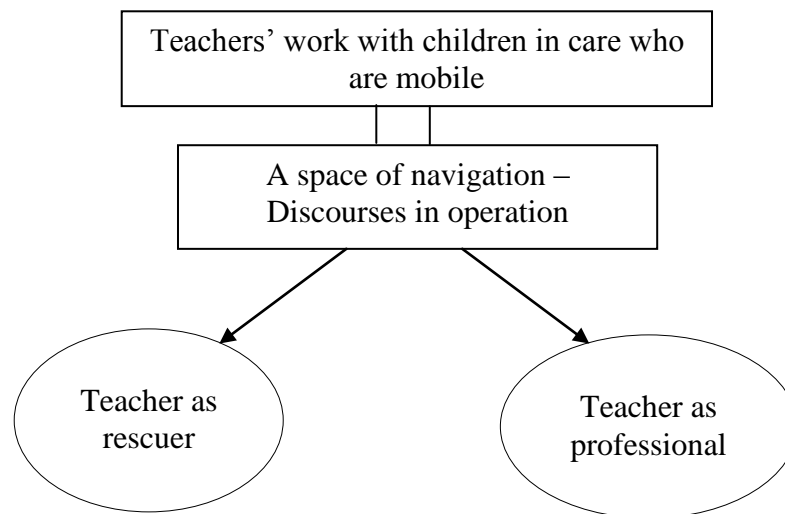 Teachers’ work with children in care who
are mobile
A space of navigation –
Discourses in operation
Teacher as
rescuer
Teacher as
professional